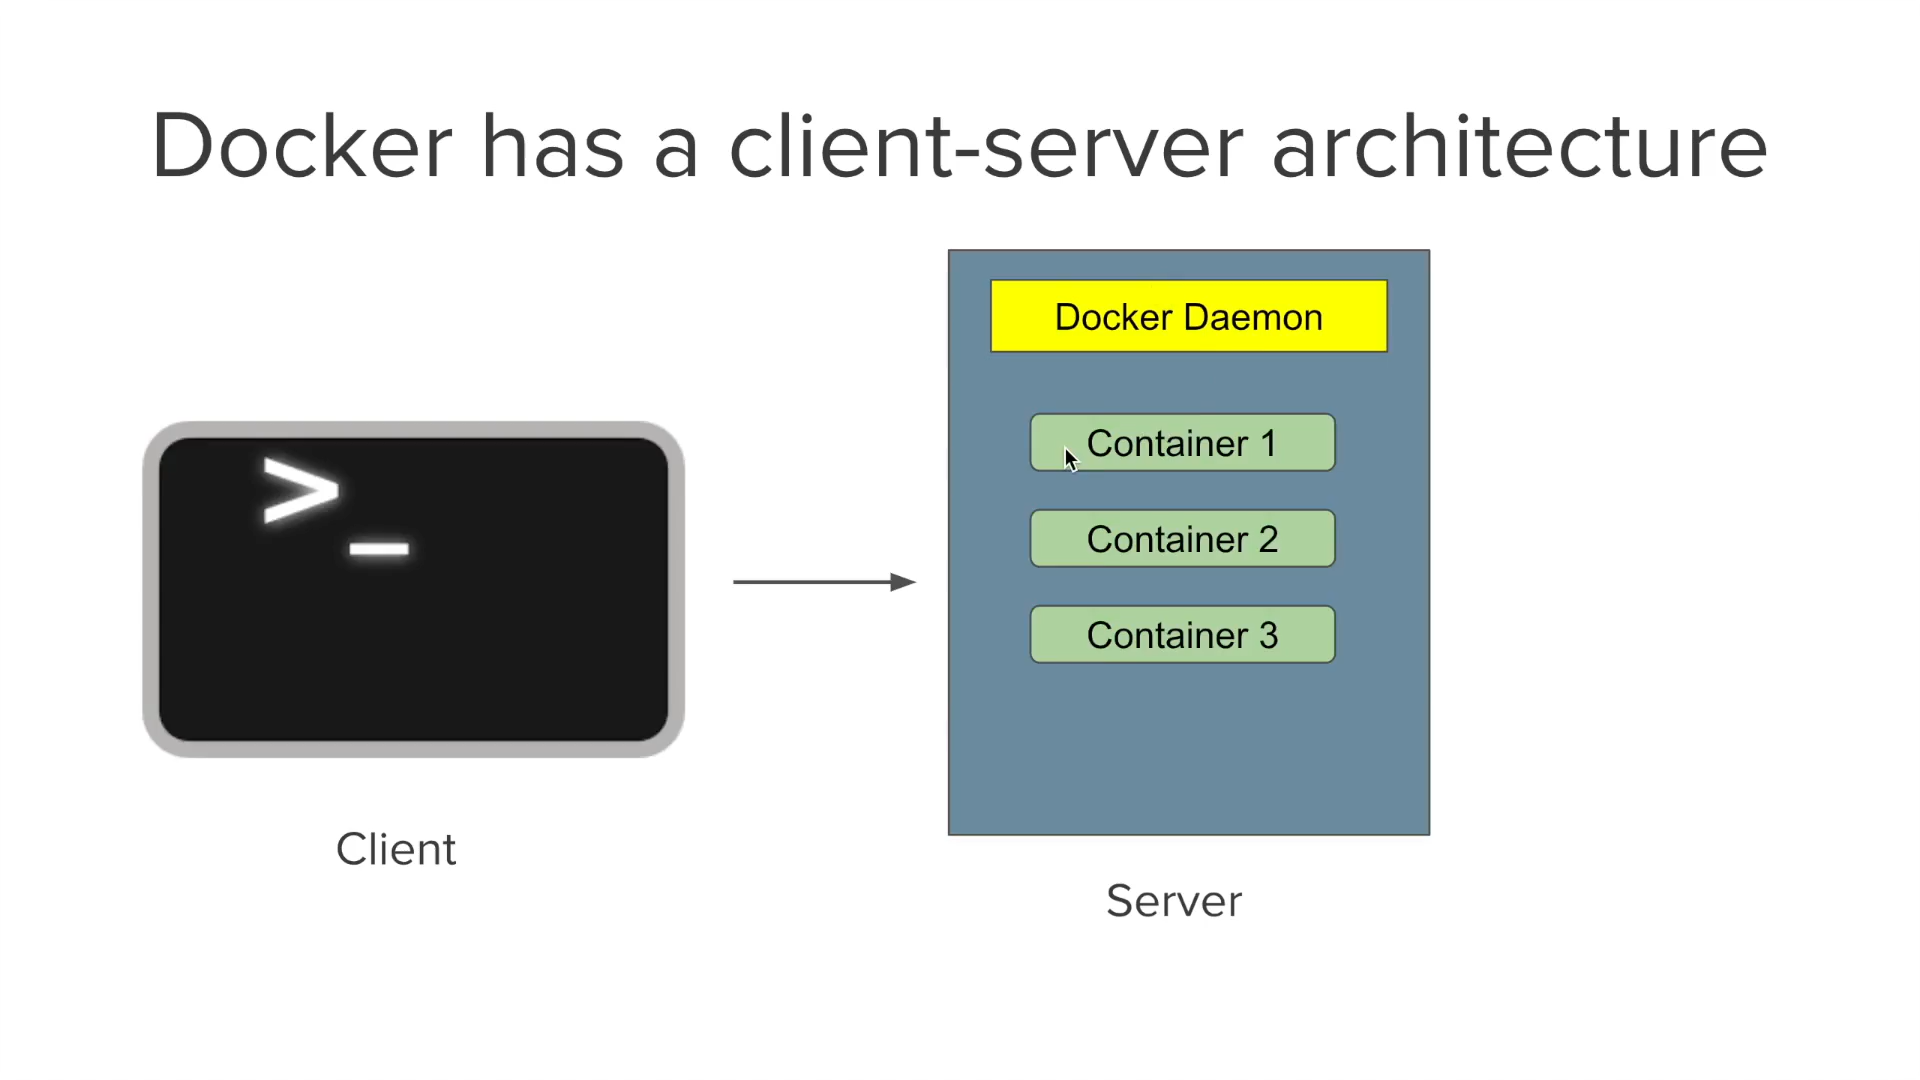 Docker has a client-server architecture
Docker Daemon
Container 1
>_
Container 2
Container 3
Client
Server